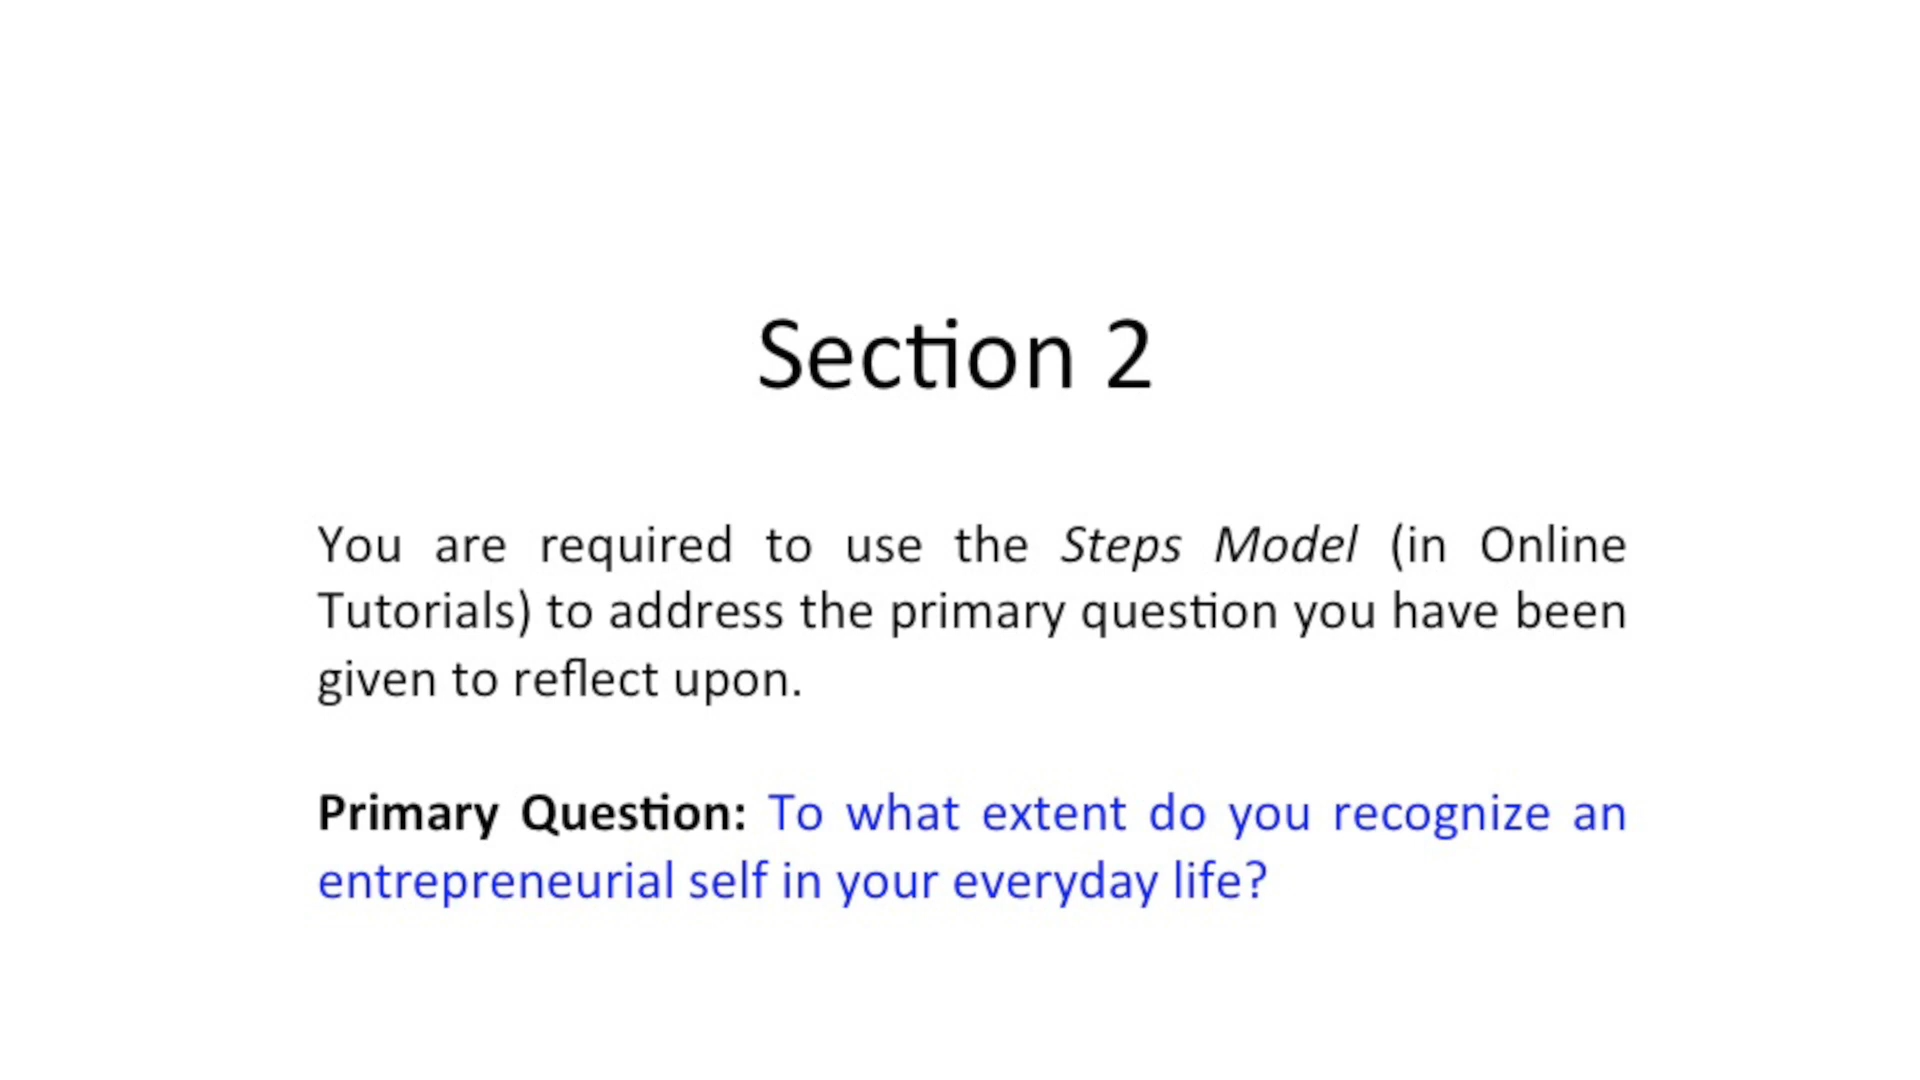 Section 2
You are required to use the Steps Model (in Online
Tutorials) to address the primary question you have been
given to reflect upon.
Primary Question: To what extent do you recognize an
entrepreneurial self in your everyday life?